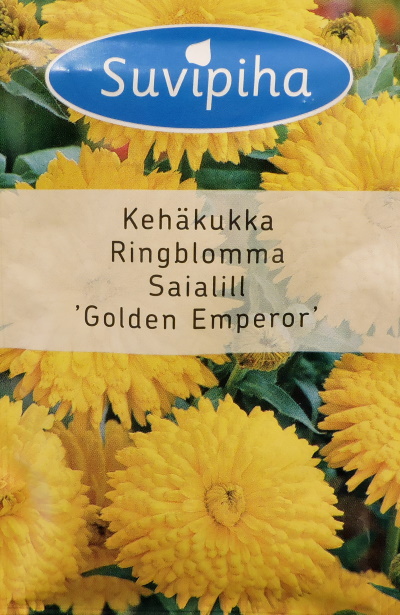 Suvipiha
Kehäkukka
Ringblomma
Saialill
'Golden Emperor'